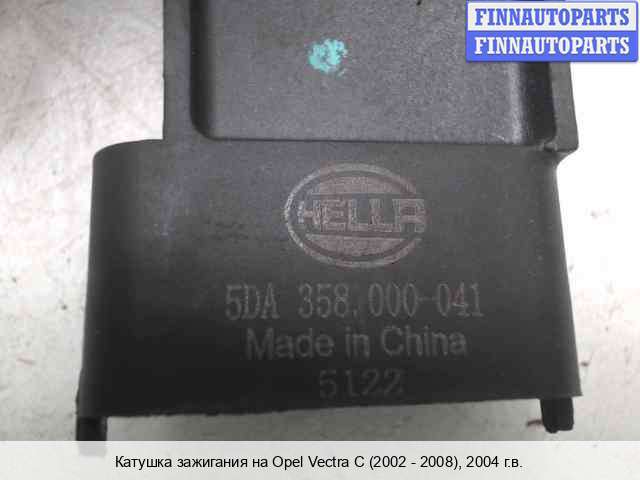 FINNAUTOPARTS
FINNAUTOPARTS
HELLA
5DA 358.000-041
Made in China
5122
Катушка зажигания на Opel Vectra C (2002 - 2008), 2004 г.в.